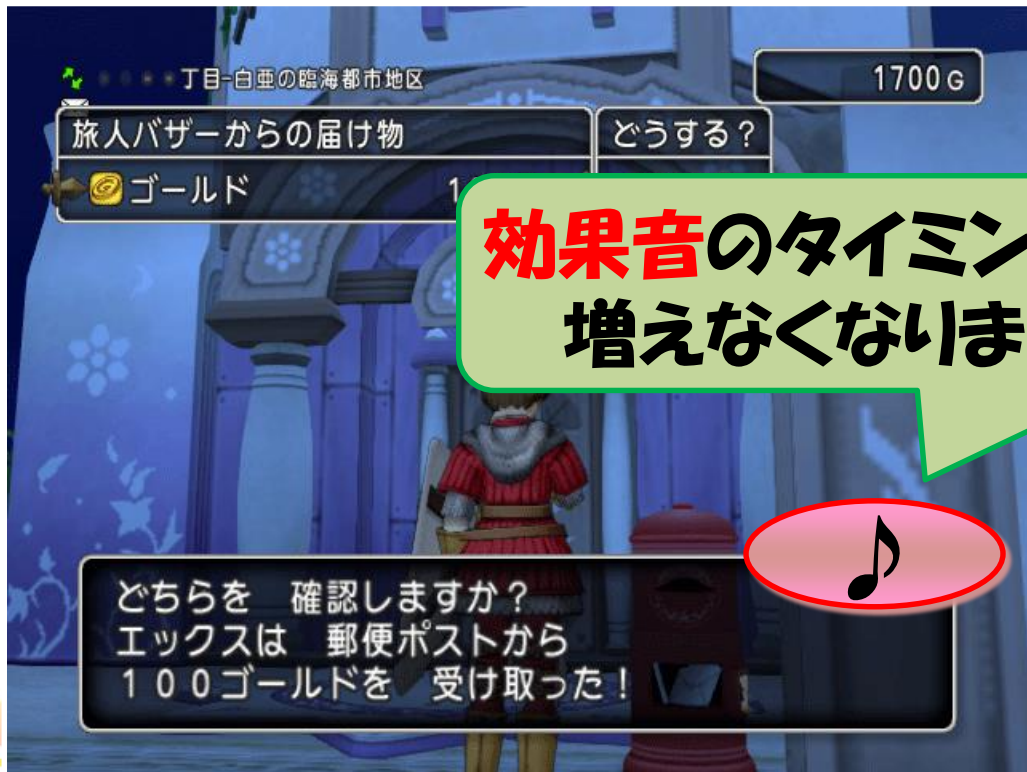 丁目-白亜の臨海都市地区
1700G
旅人バザーからの届け物
どうする？
ゴールド
効果音のタイミン
増えなくなりま
♪
どちらを　確認しますか？
エックスは　郵便ポストから
１００ゴールドを　受け取った！